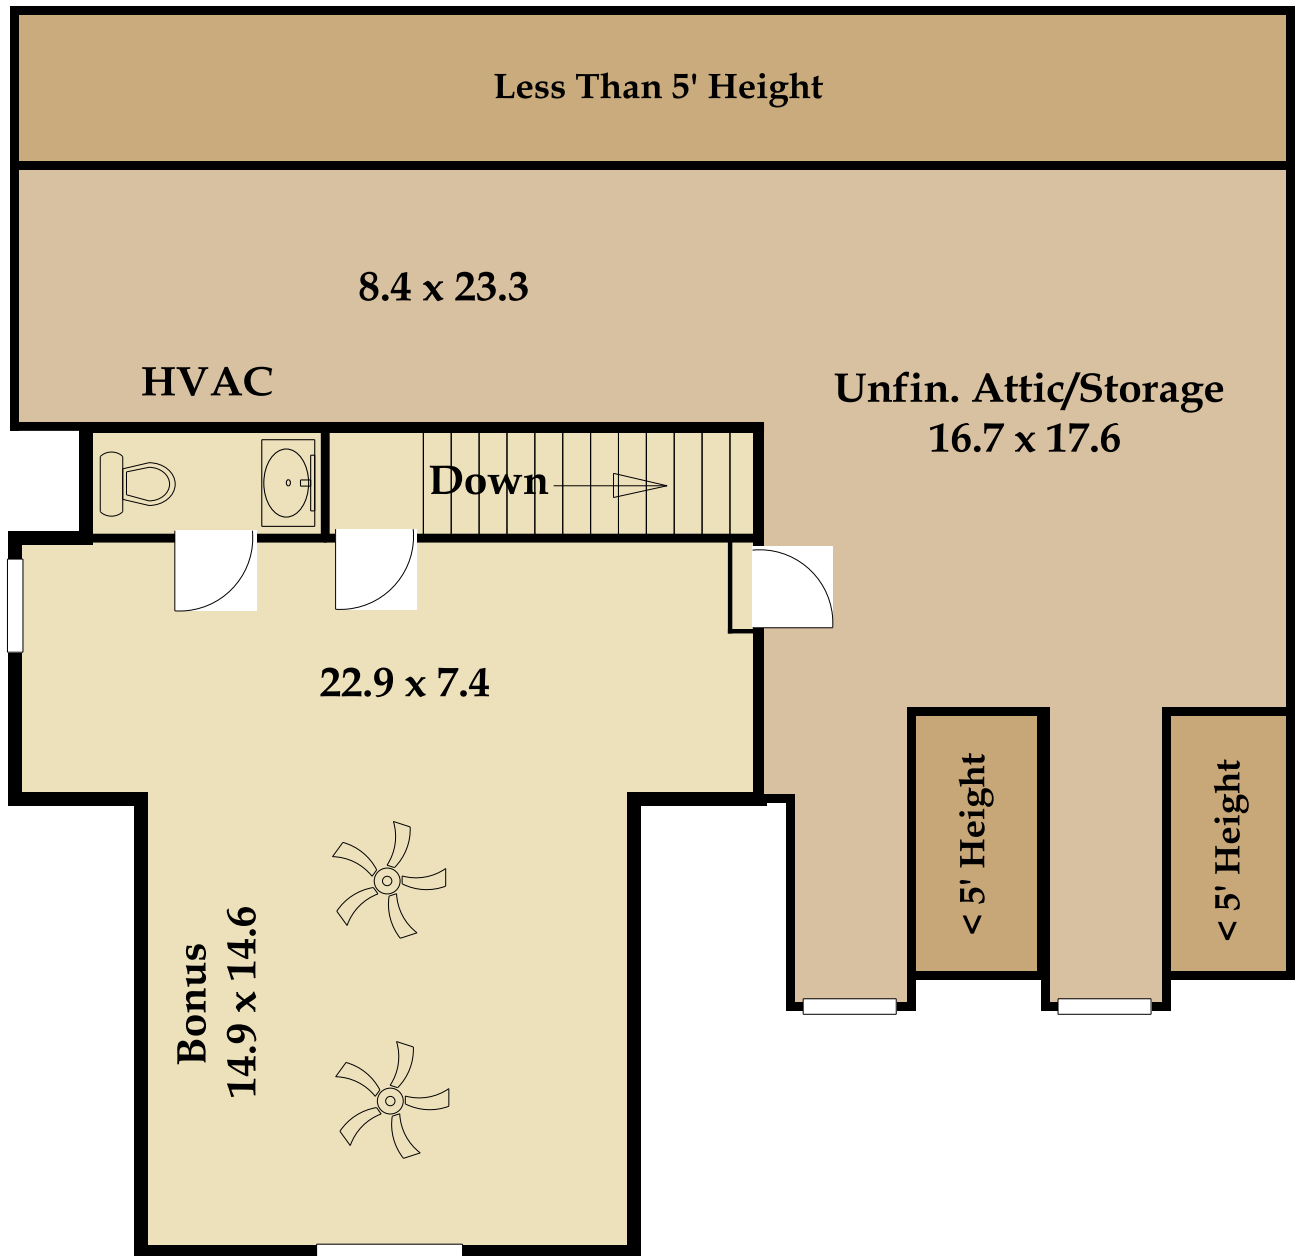 Less Than 5' Height
8.4 x 23.3
HVAC
Unfin. Attic/Storage
16.7 x 17.6
Down
22.9 x 7.4
< 5' Height
< 5' Height
Bonus
14.9 x 14.6